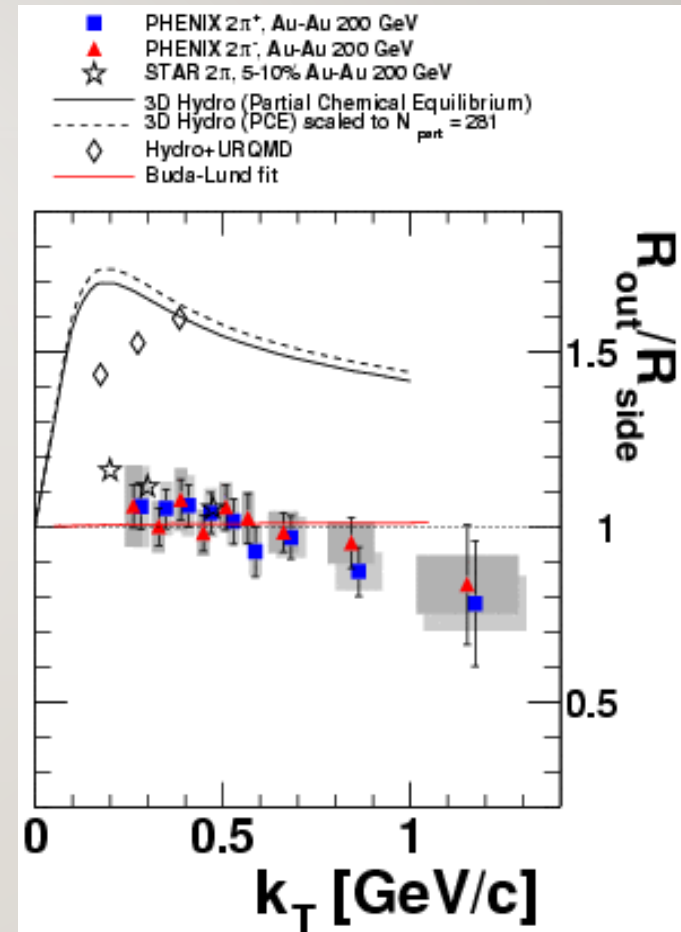 PHENIX 2π⁺, Au-Au 200 GeV
PHENIX 2π⁻, Au-Au 200 GeV
STAR 2π, 5-10% Au-Au 200 GeV
3D Hydro (Partial Chemical Equilibrium)
3D Hydro (PCE) scaled to N_part = 281
Hydro+URQMD
Buda-Lund fit
R_out/R_side
1.5
1
0.5
0 0.5 1
k_T [GeV/c]